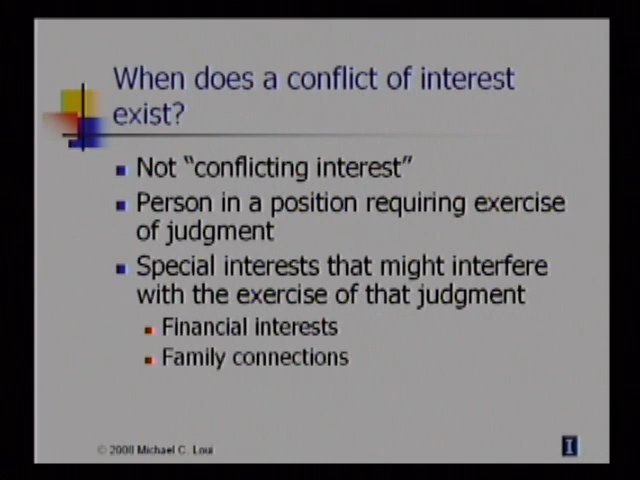 When does a conflict of interest
exist?
Not “conflicting interest”
Person in a position requiring exercise
of judgment
Special interests that might interfere
with the exercise of that judgment
Financial interests
Family connections
© 2008 Michael C. Loui
I